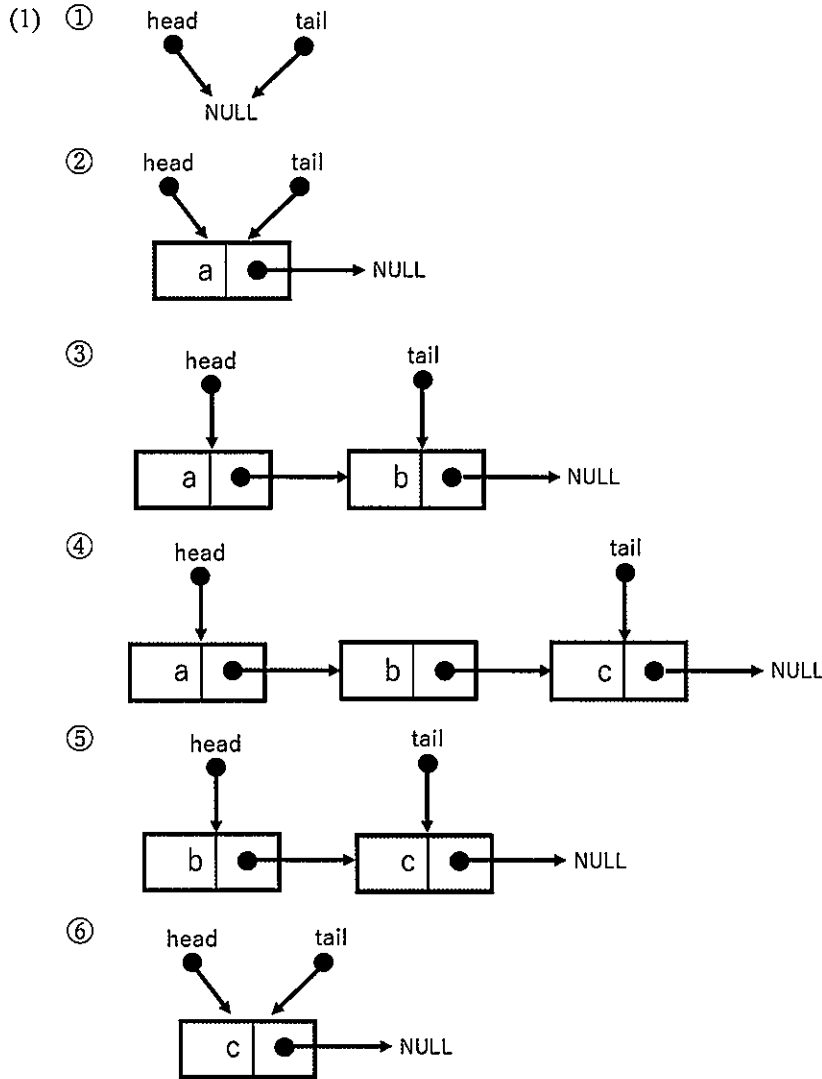 (1) ①
head tail
NULL
②
head tail
a NULL
③
head tail
a b NULL
④
head tail
a b c NULL
⑤
head tail
b c NULL
⑥
head tail
c NULL